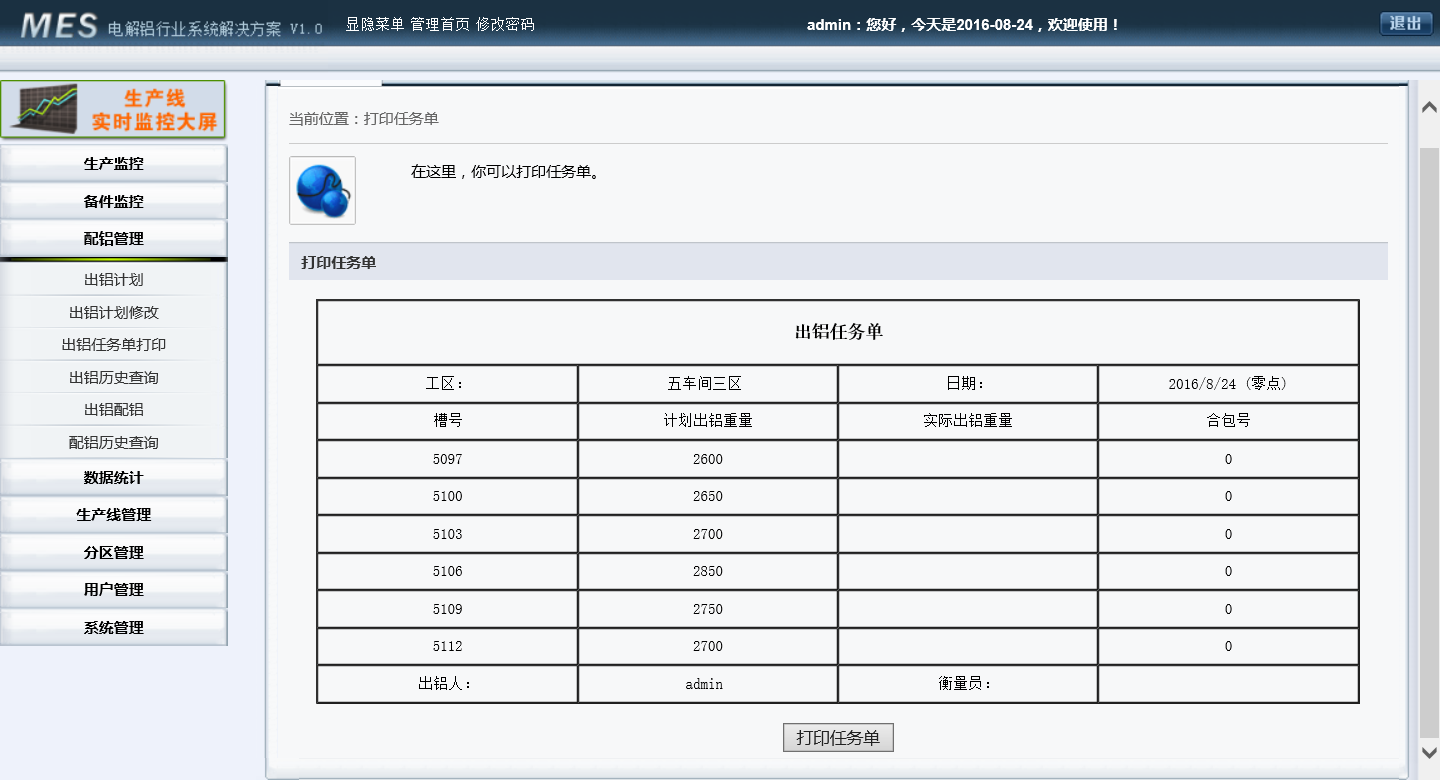 MES 电解铝行业系统解决方案 V1.0 显隐菜单 管理首页 修改密码 admin：您好，今天是2016-08-24，欢迎使用！ 退出
生产线
实时监控大屏
生产监控
备件监控
配铝管理
出铝计划
出铝计划修改
出铝任务单打印
出铝历史查询
出铝配铝
配铝历史查询
数据统计
生产线管理
分区管理
用户管理
系统管理
当前位置：打印任务单
在这里，你可以打印任务单。
打印任务单
出铝任务单
工区： 五车间三区 日期： 2016/8/24 (零点)
槽号 计划出铝重量 实际出铝重量 合包号
5097 2600 0
5100 2650 0
5103 2700 0
5106 2850 0
5109 2750 0
5112 2700 0
出铝人： admin 衡量员：
打印任务单